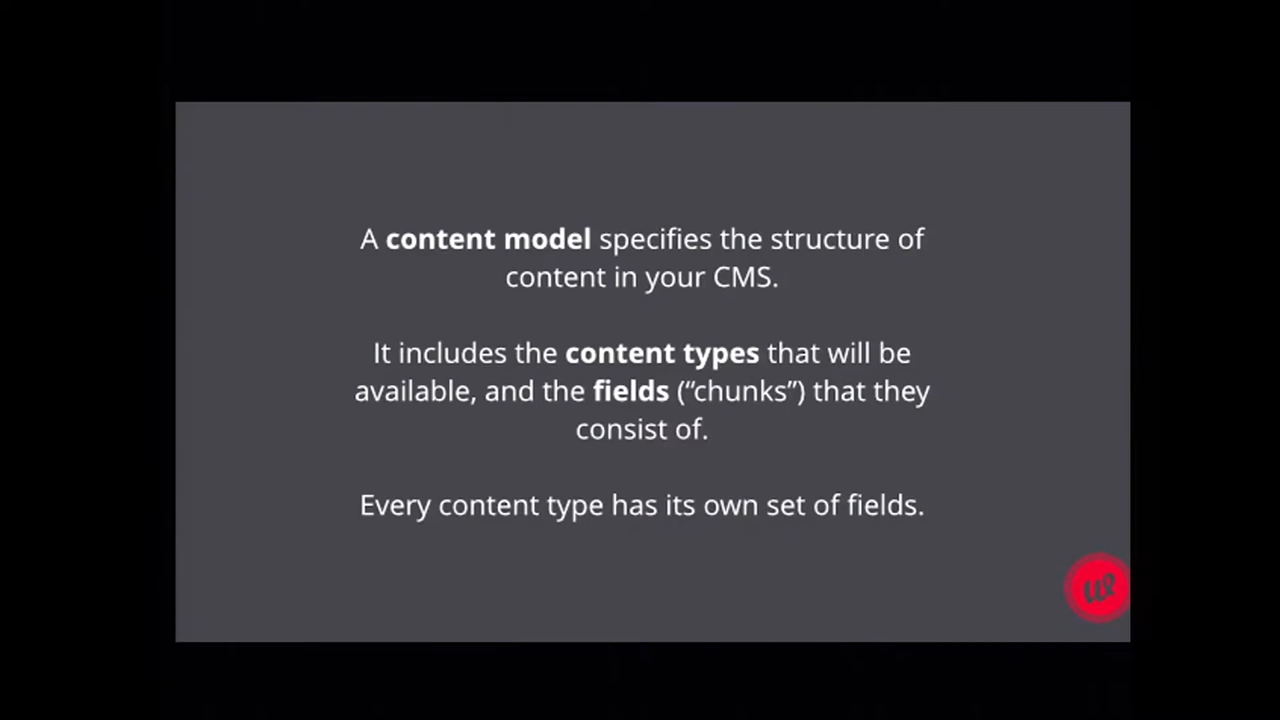 A content model specifies the structure of
content in your CMS.
It includes the content types that will be
available, and the fields (“chunks”) that they
consist of.
Every content type has its own set of fields.